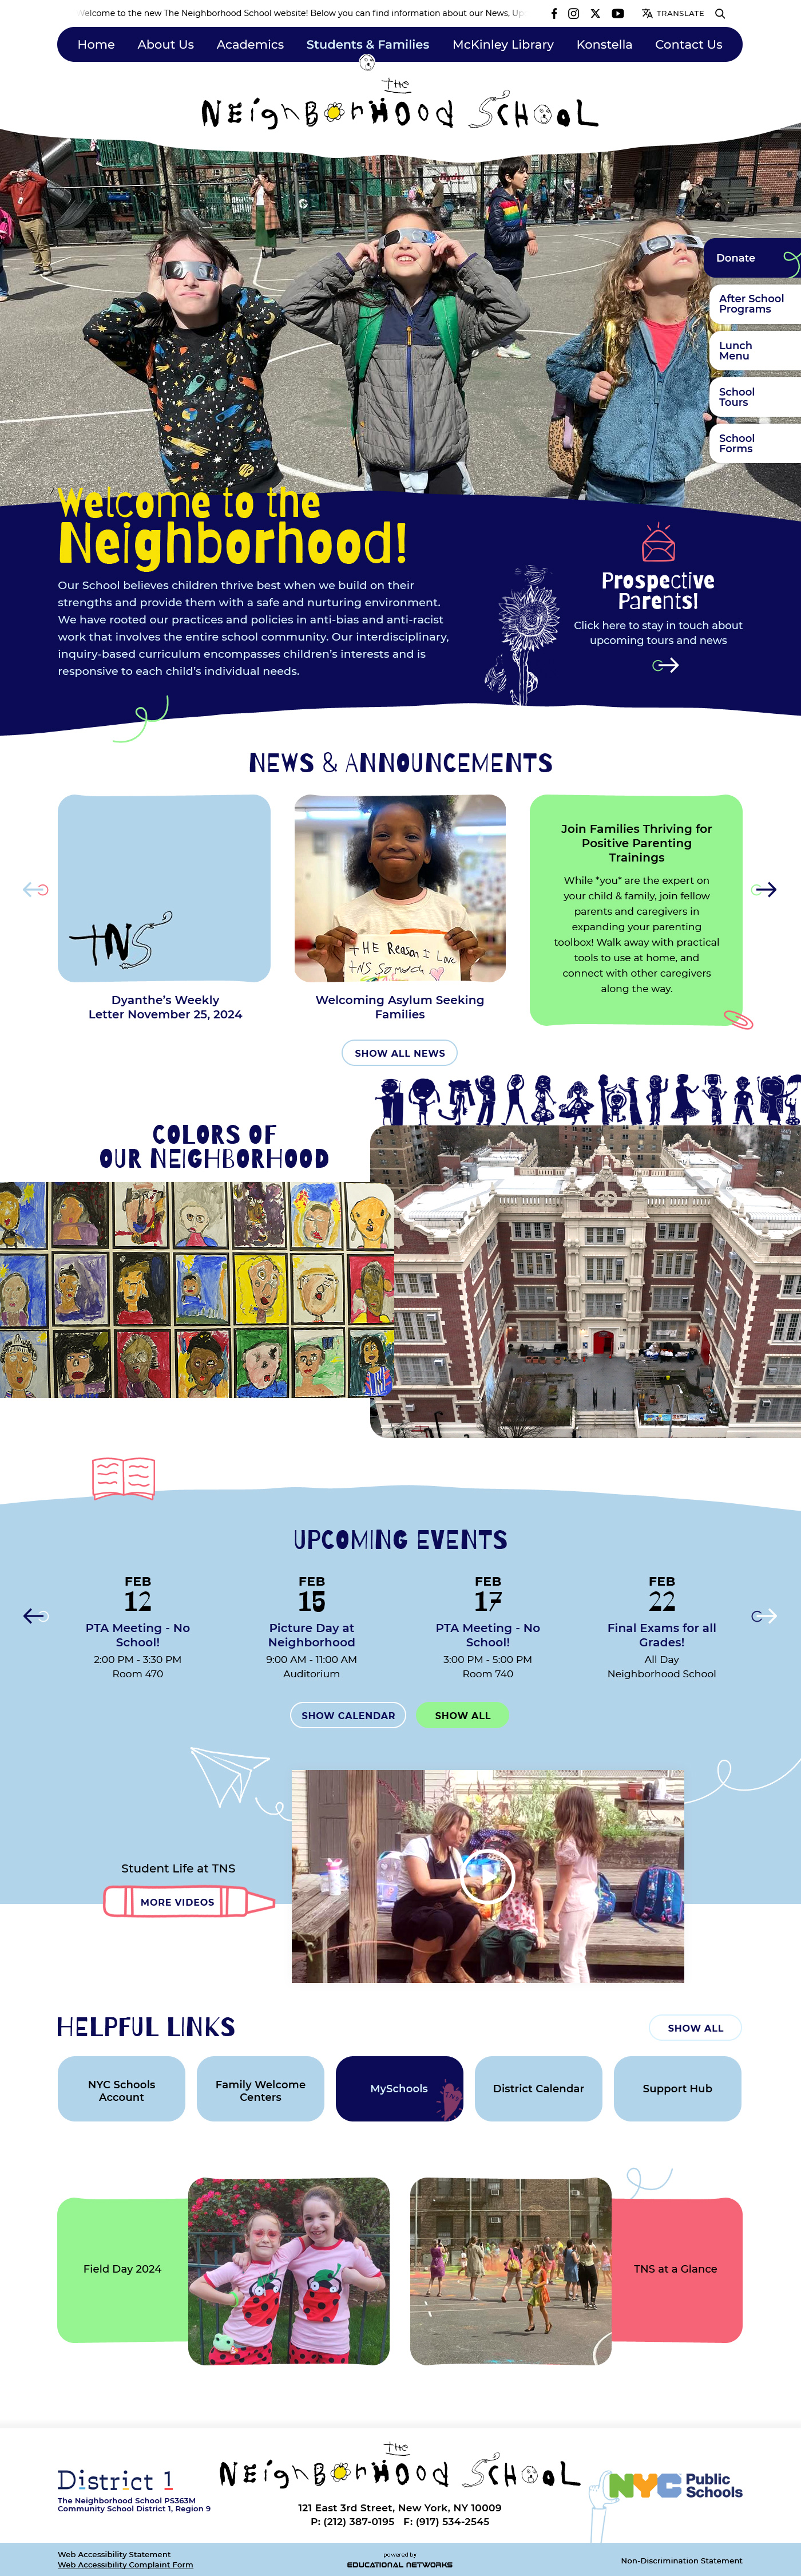 Welcome to the new The Neighborhood School website! Below you can find information about our News, Up
TRANSLATE
Home About Us Academics Students & Families McKinley Library Konstella Contact Us
The
Neighborhood School
Donate
After School
Programs
Lunch
Menu
School
Tours
School
Forms
Welcome to the
Neighborhood!
Our School believes children thrive best when we build on their
strengths and provide them with a safe and nurturing environment.
We have rooted our practices and policies in anti-bias and anti-racist
work that involves the entire school community. Our interdisciplinary,
inquiry-based curriculum encompasses children’s interests and is
responsive to each child’s individual needs.
Prospective
Parents!
Click here to stay in touch about
upcoming tours and news
NEWS & ANNOUNCEMENTS
TNS
Dyanthe’s Weekly
Letter November 25, 2024
THE Reason I Love
TNS So much
Welcoming Asylum Seeking
Families
Join Families Thriving for
Positive Parenting
Trainings
While *you* are the expert on
your child & family, join fellow
parents and caregivers in
expanding your parenting
toolbox! Walk away with practical
tools to use at home, and
connect with other caregivers
along the way.
SHOW ALL NEWS
COLORS OF
OUR NEIGHBORHOOD
UPCOMING EVENTS
FEB
12
PTA Meeting - No
School!
2:00 PM - 3:30 PM
Room 470
FEB
15
Picture Day at
Neighborhood
9:00 AM - 11:00 AM
Auditorium
FEB
17
PTA Meeting - No
School!
3:00 PM - 5:00 PM
Room 740
FEB
22
Final Exams for all
Grades!
All Day
Neighborhood School
SHOW CALENDAR
SHOW ALL
Student Life at TNS
MORE VIDEOS
HELPFUL LINKS
SHOW ALL
NYC Schools
Account
Family Welcome
Centers
MySchools
District Calendar
Support Hub
Field Day 2024
TNS at a Glance
District 1
The Neighborhood School PS363M
Community School District 1, Region 9
The
Neighborhood School
121 East 3rd Street, New York, NY 10009
P: (212) 387-0195 F: (917) 534-2545
NYC Public
Schools
Web Accessibility Statement
Web Accessibility Complaint Form
powered by
EDUCATIONAL NETWORKS
Non-Discrimination Statement